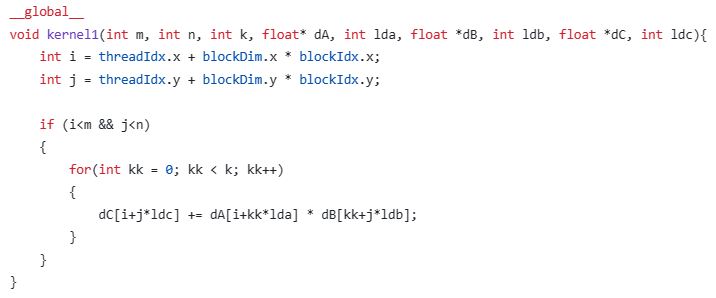 __global__
void kernel1(int m, int n, int k, float* dA, int lda, float *dB, int ldb, float *dC, int ldc){
    int i = threadIdx.x + blockDim.x * blockIdx.x;
    int j = threadIdx.y + blockDim.y * blockIdx.y;

    if (i<m && j<n)
    {
        for(int kk = 0; kk < k; kk++)
        {
            dC[i+j*ldc] += dA[i+kk*lda] * dB[kk+j*ldb];
        }
    }
}